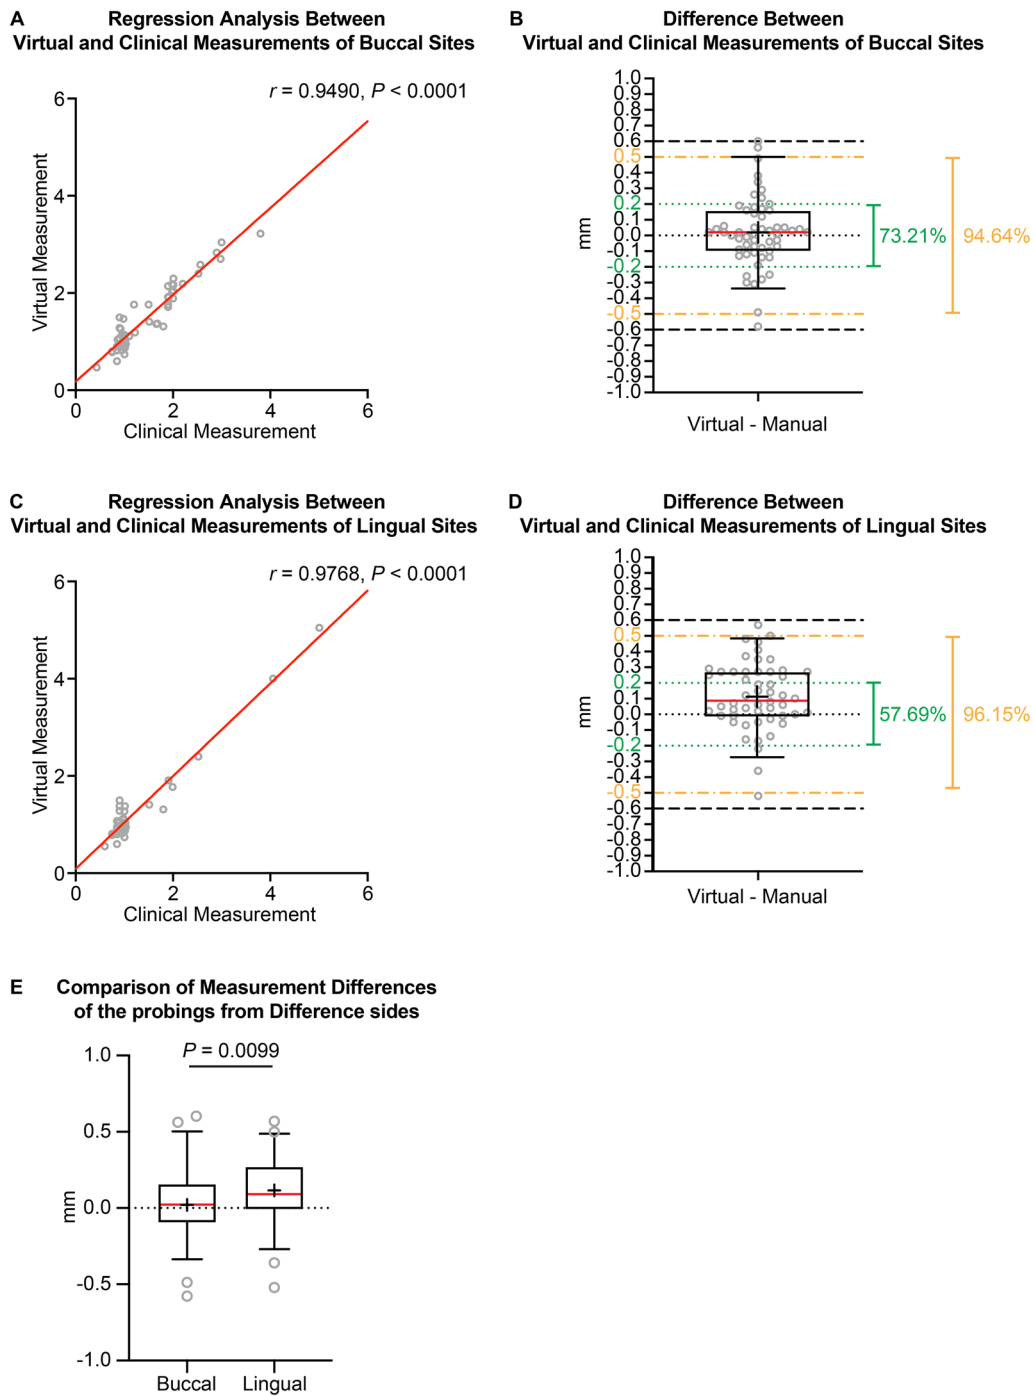 A
Regression Analysis Between
Virtual and Clinical Measurements of Buccal Sites
r = 0.9490, P < 0.0001
Virtual Measurement
6
4
2
0
0 2 4 6
Clinical Measurement
B
Difference Between
Virtual and Clinical Measurements of Buccal Sites
mm
1.0
0.9
0.8
0.7
0.6
0.5
0.4
0.3
0.2
0.1
0.0
-0.1
-0.2
-0.3
-0.4
-0.5
-0.6
-0.7
-0.8
-0.9
-1.0
73.21%
94.64%
Virtual - Manual
C
Regression Analysis Between
Virtual and Clinical Measurements of Lingual Sites
r = 0.9768, P < 0.0001
Virtual Measurement
6
4
2
0
0 2 4 6
Clinical Measurement
D
Difference Between
Virtual and Clinical Measurements of Lingual Sites
mm
1.0
0.9
0.8
0.7
0.6
0.5
0.4
0.3
0.2
0.1
0.0
-0.1
-0.2
-0.3
-0.4
-0.5
-0.6
-0.7
-0.8
-0.9
-1.0
57.69%
96.15%
Virtual - Manual
E
Comparison of Measurement Differences
of the probings from Difference sides
P = 0.0099
mm
1.0
0.5
0.0
-0.5
-1.0
Buccal Lingual